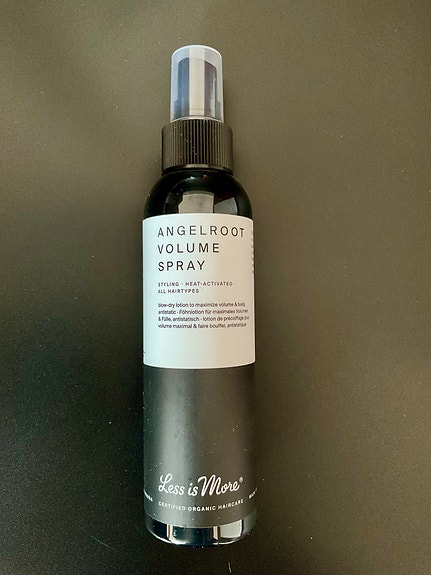 ANGELROOT
VOLUME
SPRAY
STYLING · HEAT-ACTIVATED ·
ALL HAIRTYPES
blow-dry lotion to maximize volume & body,
antistatic · Föhnlotion für maximales Volumen
& Fülle, antistatisch · lotion de précoiffage pour
volume maximal & faire bouffer, antistatique
Less is More®
CERTIFIED ORGANIC HAIRCARE